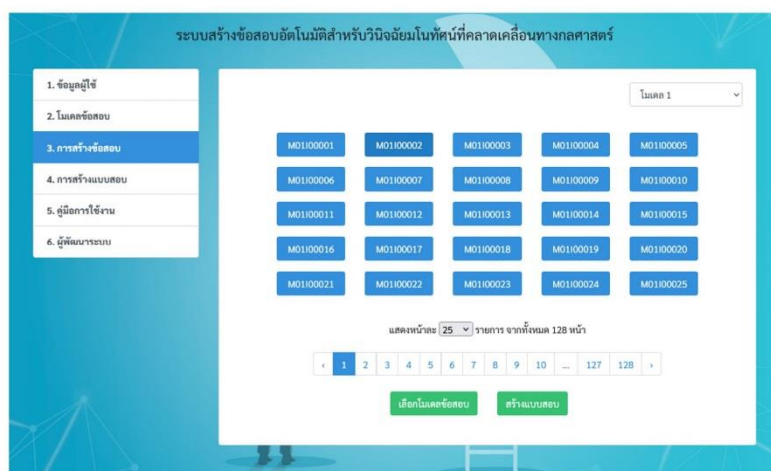 ระบบสร้างข้อสอบอัตโนมัติสำหรับวินิจฉัยมโนทัศน์ที่คลาดเคลื่อนทางกลศาสตร์
1. ข้อมูลผู้ใช้
2. โมเดลข้อสอบ
3. การสร้างข้อสอบ
4. การสร้างแบบสอบ
5. คู่มือการใช้งาน
6. ผู้พัฒนาระบบ
โมเดล 1
M01I00001 M01I00002 M01I00003 M01I00004 M01I00005
M01I00006 M01I00007 M01I00008 M01I00009 M01I00010
M01I00011 M01I00012 M01I00013 M01I00014 M01I00015
M01I00016 M01I00017 M01I00018 M01I00019 M01I00020
M01I00021 M01I00022 M01I00023 M01I00024 M01I00025
แสดงหน้าละ 25 รายการ จากทั้งหมด 128 หน้า
‹ 1 2 3 4 5 6 7 8 9 10 ... 127 128 ›
เลือกโมเดลข้อสอบ สร้างแบบสอบ